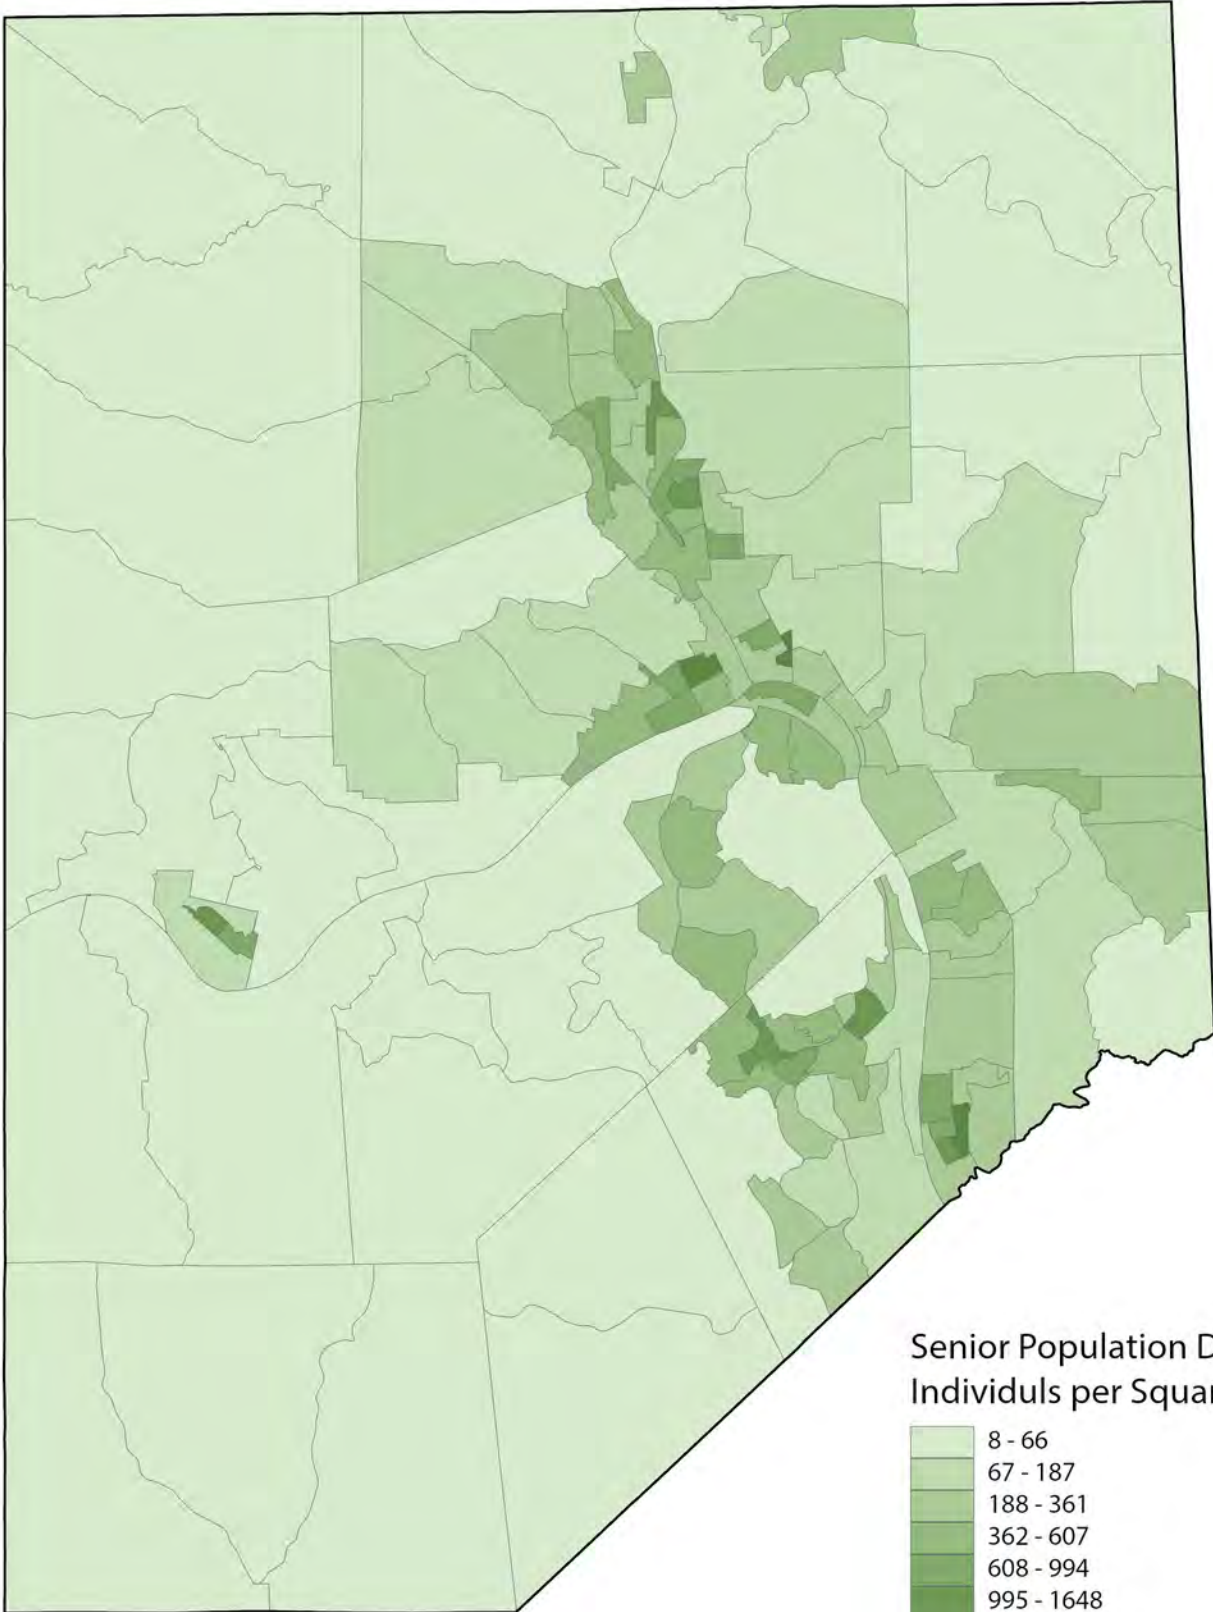 Senior Population D
Individuls per Squar
8 - 66
67 - 187
188 - 361
362 - 607
608 - 994
995 - 1648